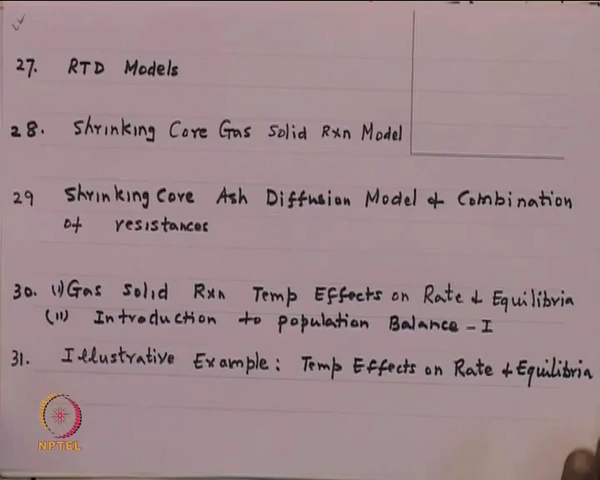 27. RTD Models
28. Shrinking Core Gas Solid Rxn Model
29 Shrinking Core Ash Diffusion Model & Combination
of resistances
30. (i) Gas Solid Rxn Temp Effects on Rate & Equilibria
(ii) Introduction to Population Balance - I
31. Illustrative Example: Temp Effects on Rate & Equilibria
NPTEL